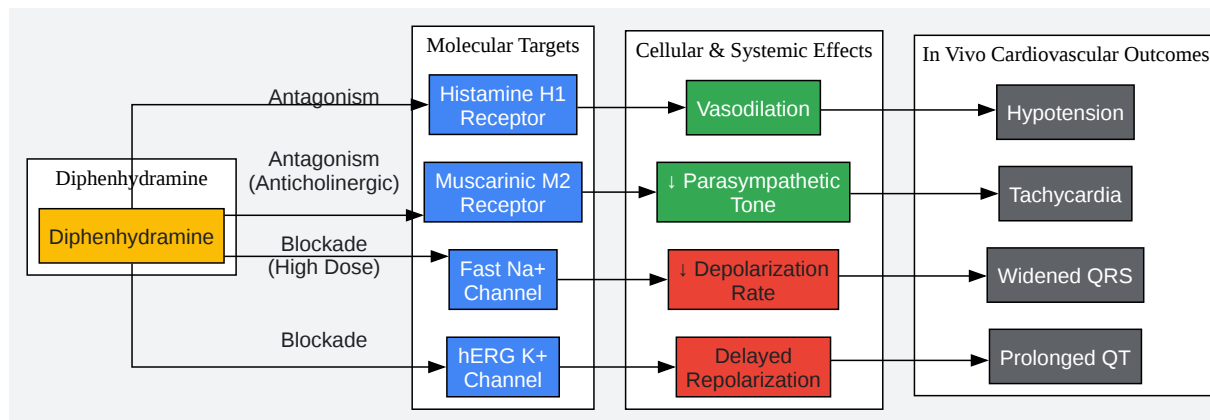 Molecular Targets
Cellular & Systemic Effects
In Vivo Cardiovascular Outcomes
Antagonism
Histamine H1
Receptor
Vasodilation
Hypotension
Diphenhydramine
Diphenhydramine
Antagonism
(Anticholinergic)
Muscarinic M2
Receptor
↓ Parasympathetic
Tone
Tachycardia
Blockade
(High Dose)
Fast Na+
Channel
↓ Depolarization
Rate
Widened QRS
Blockade
hERG K+
Channel
Delayed
Repolarization
Prolonged QT